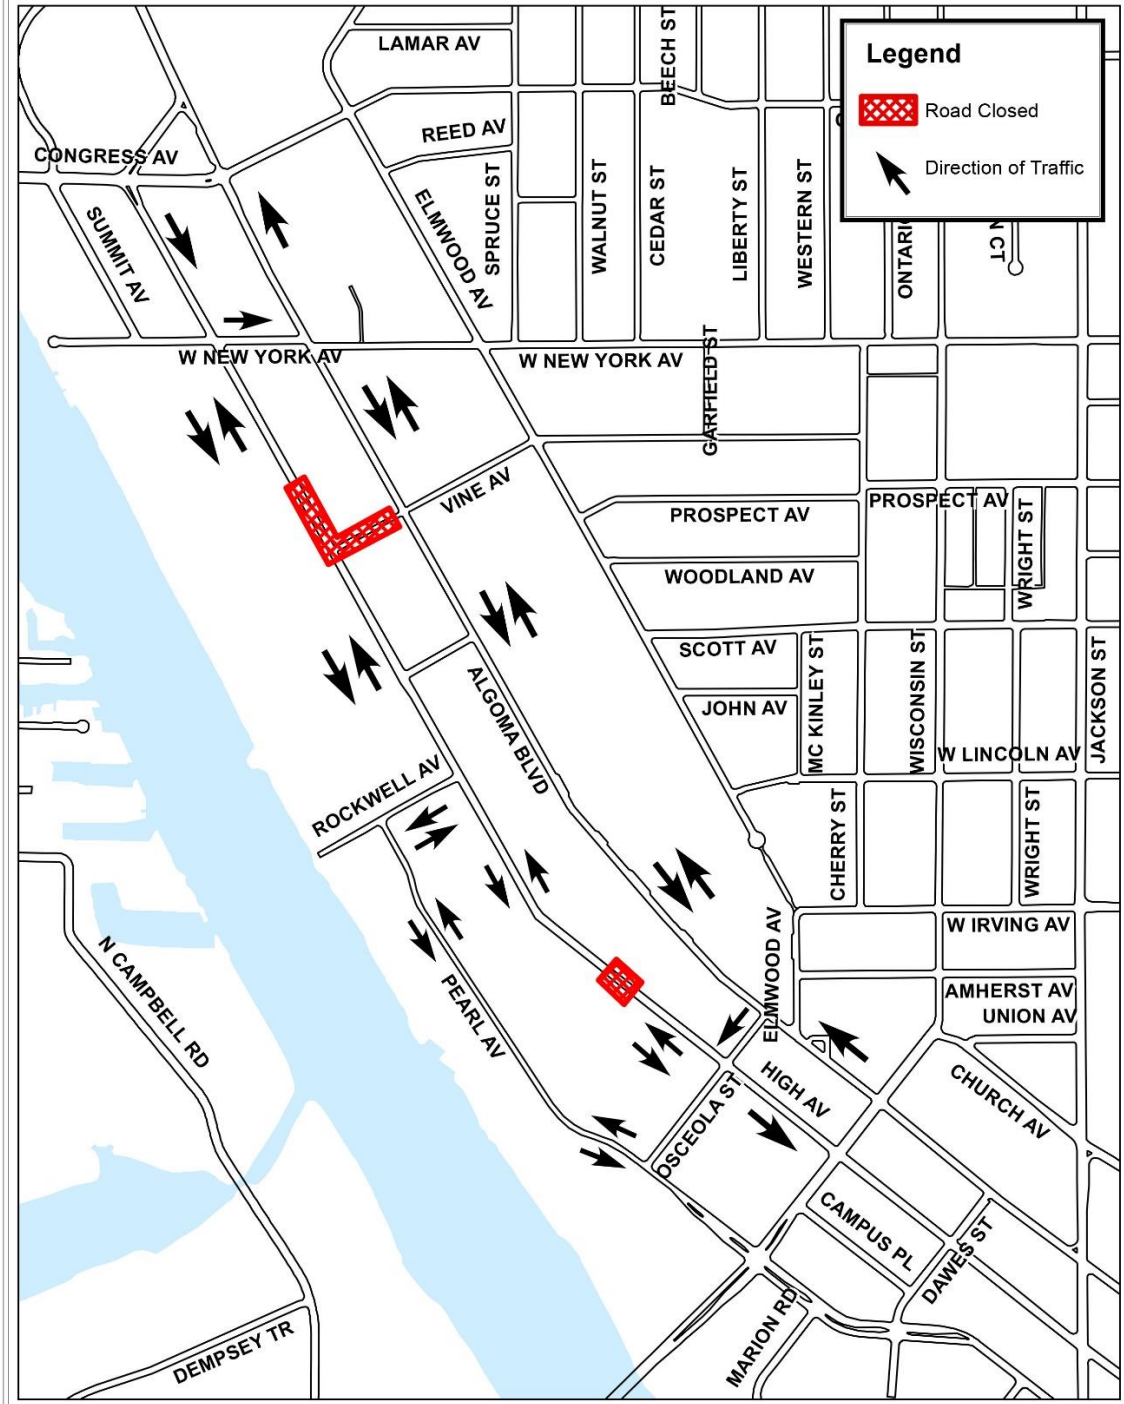 LAMAR AV
BEECH ST
Legend
Road Closed
Direction of Traffic
REED AV
CONGRESS AV
SUMMIT AV
ELMWOOD AV
SPRUCE ST
WALNUT ST
CEDAR ST
LIBERTY ST
WESTERN ST
ONTARIO
N CT
W NEW YORK AV
W NEW YORK AV
GARFIELD ST
VINE AV
PROSPECT AV
PROSPECT AV
WRIGHT ST
WOODLAND AV
SCOTT AV
MC KINLEY ST
WISCONSIN ST
JACKSON ST
ALGOMA BLVD
JOHN AV
W LINCOLN AV
ROCKWELL AV
CHERRY ST
WRIGHT ST
W IRVING AV
ELMWOOD AV
N CAMPBELL RD
PEARL AV
AMHERST AV
UNION AV
HIGH AV
CHURCH AV
OSCEOLA ST
CAMPUS PL
DAWES ST
MARION RD
DEMPSEY TR